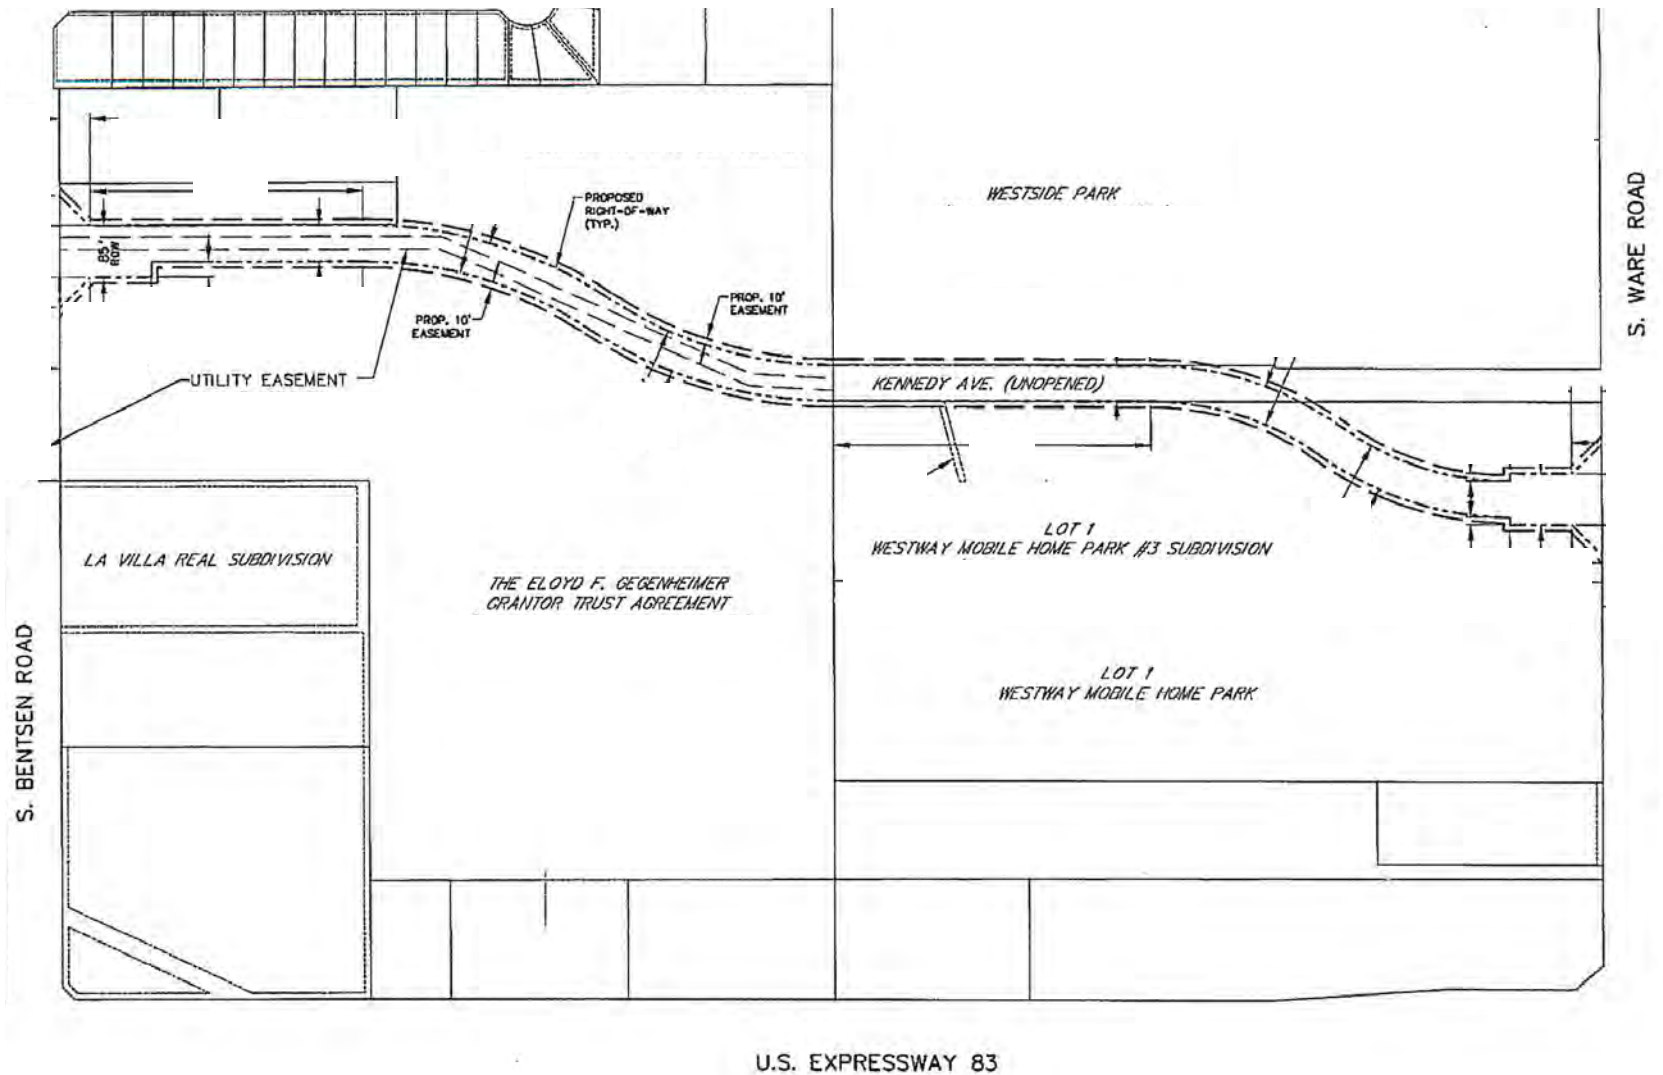 PROPOSED
RIGHT-OF-WAY
(TYP.)
WESTSIDE PARK
S. WARE ROAD
85'
ROW
PROP. 10'
EASEMENT
PROP. 10'
EASEMENT
UTILITY EASEMENT
KENNEDY AVE. (UNOPENED)
LOT 1
WESTWAY MOBILE HOME PARK #3 SUBDIVISION
LA VILLA REAL SUBDIVISION
THE ELOYD F. GEGENHEIMER
GRANTOR TRUST AGREEMENT
S. BENTSEN ROAD
LOT 1
WESTWAY MOBILE HOME PARK
U.S. EXPRESSWAY 83